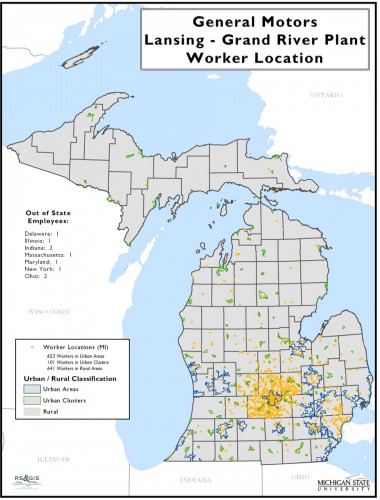 General Motors
Lansing - Grand River Plant
Worker Location
ONTARIO
Out of State
Employees:
Delaware: 1
Illinois: 1
Indiana: 2
Massachusetts: 1
Maryland: 1
New York: 1
Ohio: 2
WISCONSIN
Worker Locations (MI)
653 Workers in Urban Areas
101 Workers in Urban Clusters
641 Workers in Rural Areas
Urban / Rural Classification
Urban Areas
Urban Clusters
Rural
ILLINOIS
INDIANA
OHIO
RS&GIS
MICHIGAN STATE
UNIVERSITY